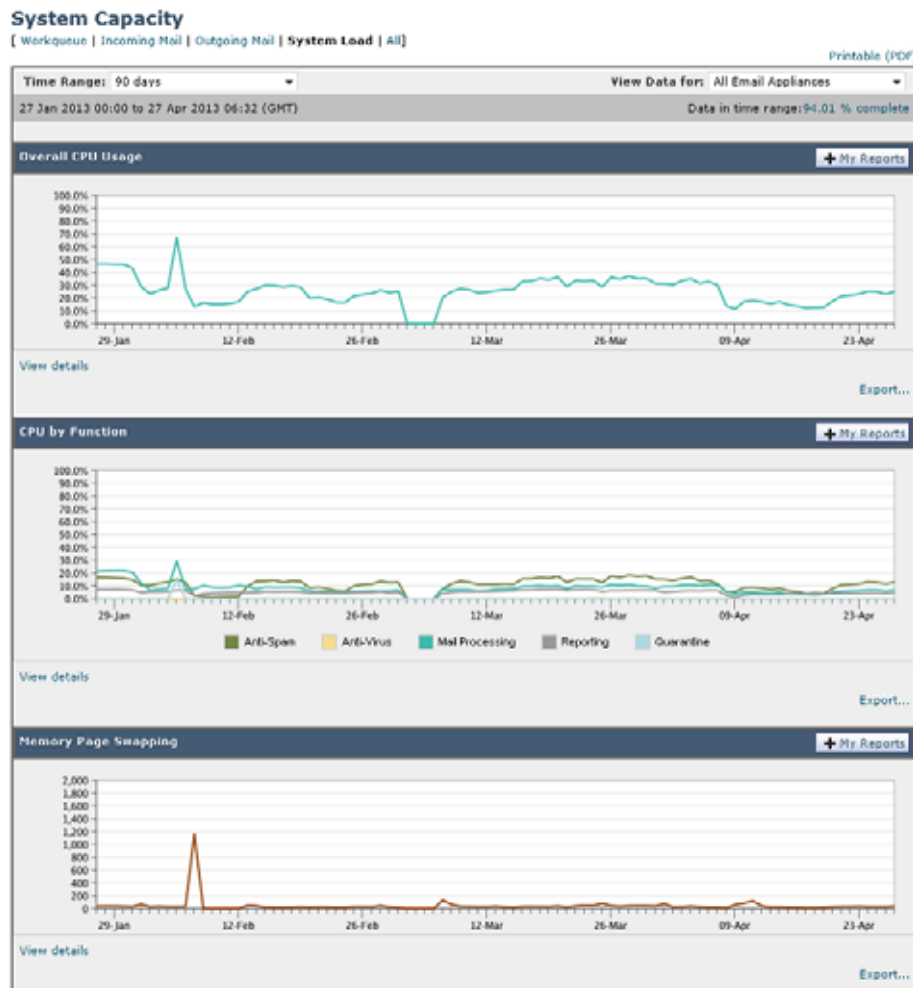 System Capacity
[ Workqueue | Incoming Mail | Outgoing Mail | System Load | All]
Printable (PDF
Time Range: 90 days View Data for: All Email Appliances
27 Jan 2013 00:00 to 27 Apr 2013 06:32 (GMT) Data in time range:94.01 % complete
Overall CPU Usage + My Reports
100.0%
90.0%
80.0%
70.0%
60.0%
50.0%
40.0%
30.0%
20.0%
10.0%
0.0%
29-Jan 12-Feb 26-Feb 12-Mar 26-Mar 09-Apr 23-Apr
View details
Export...
CPU by Function + My Reports
100.0%
90.0%
80.0%
70.0%
60.0%
50.0%
40.0%
30.0%
20.0%
10.0%
0.0%
29-Jan 12-Feb 26-Feb 12-Mar 26-Mar 09-Apr 23-Apr
Anti-Spam Anti-Virus Mail Processing Reporting Quarantine
View details
Export...
Memory Page Swapping + My Reports
2,000
1,800
1,600
1,400
1,200
1,000
800
600
400
200
0
29-Jan 12-Feb 26-Feb 12-Mar 26-Mar 09-Apr 23-Apr
View details
Export...